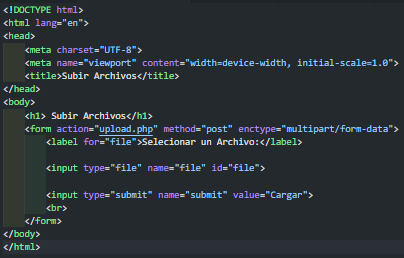 <!DOCTYPE html>
<html lang="en">
<head>
    <meta charset="UTF-8">
    <meta name="viewport" content="width=device-width, initial-scale=1.0">
    <title>Subir Archivos</title>
</head>
<body>
    <h1> Subir Archivos</h1>
    <form action="upload.php" method="post" enctype="multipart/form-data">
        <label for="file">Selecionar un Archivo:</label>

        <input type="file" name="file" id="file">

        <input type="submit" name="submit" value="Cargar">
        <br>
    </form>
</body>
</html>